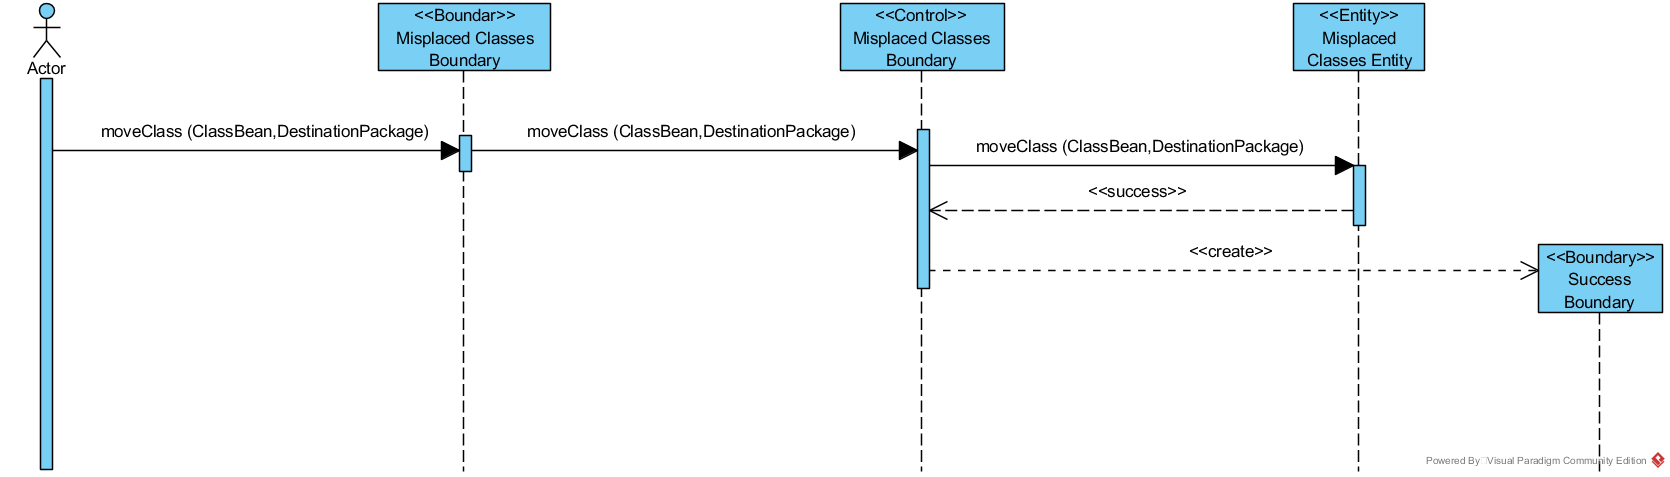 <<Boundar>>
Misplaced Classes
Boundary
<<Control>>
Misplaced Classes
Boundary
<<Entity>>
Misplaced
Classes Entity
Actor
moveClass (ClassBean,DestinationPackage)
moveClass (ClassBean,DestinationPackage)
moveClass (ClassBean,DestinationPackage)
<<success>>
<<create>>
<<Boundary>>
Success
Boundary
Powered By Visual Paradigm Community Edition